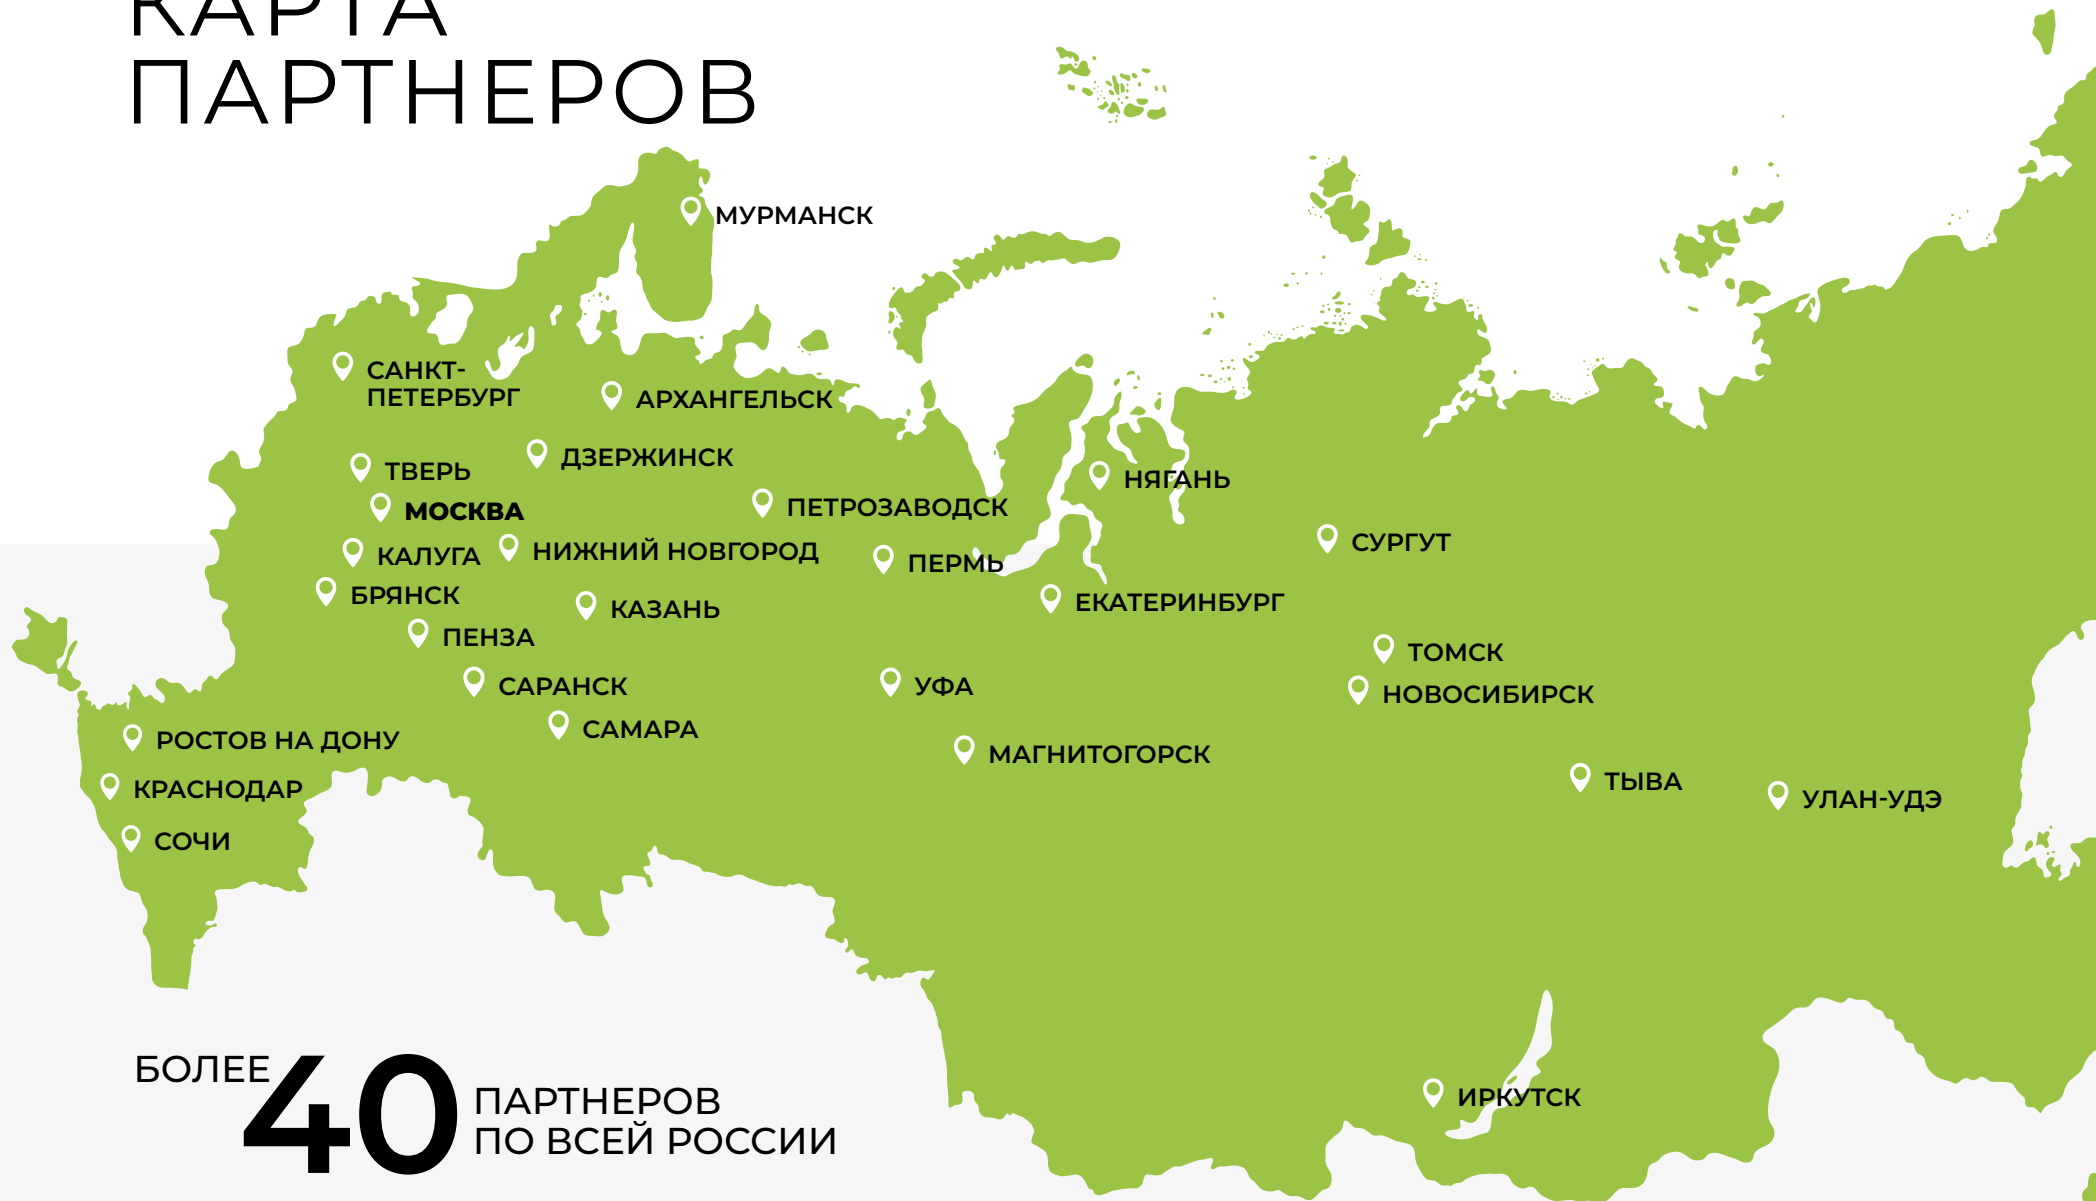 КАРТА
ПАРТНЕРОВ
МУРМАНСК
САНКТ-
ПЕТЕРБУРГ
АРХАНГЕЛЬСК
ДЗЕРЖИНСК
ТВЕРЬ
НЯГАНЬ
МОСКВА
ПЕТРОЗАВОДСК
СУРГУТ
КАЛУГА
НИЖНИЙ НОВГОРОД
ПЕРМЬ
БРЯНСК
КАЗАНЬ
ЕКАТЕРИНБУРГ
ПЕНЗА
ТОМСК
САРАНСК
УФА
НОВОСИБИРСК
САМАРА
РОСТОВ НА ДОНУ
МАГНИТОГОРСК
ТЫВА
КРАСНОДАР
УЛАН-УДЭ
СОЧИ
ИРКУТСК
БОЛЕЕ
40
ПАРТНЕРОВ
ПО ВСЕЙ РОССИИ